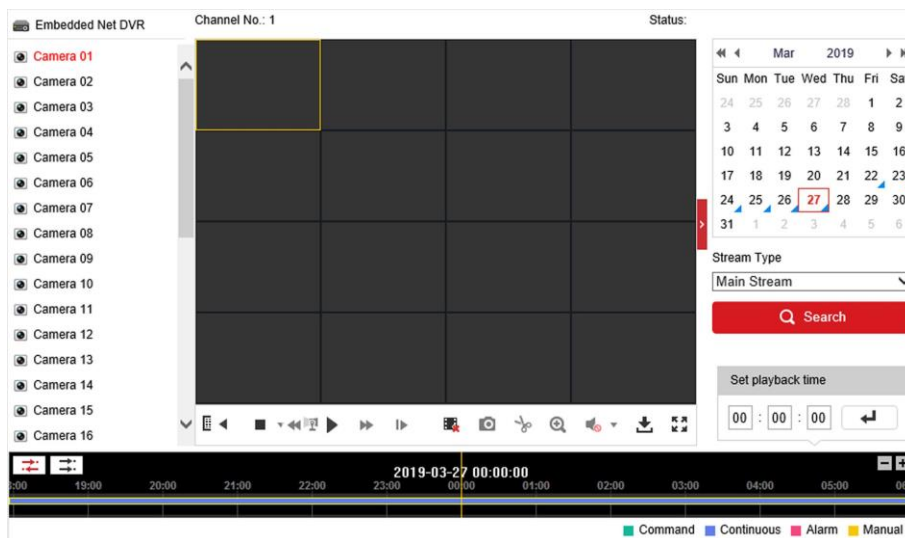 Embedded Net DVR
Channel No.: 1
Status:
Camera 01
Camera 02
Camera 03
Camera 04
Camera 05
Camera 06
Camera 07
Camera 08
Camera 09
Camera 10
Camera 11
Camera 12
Camera 13
Camera 14
Camera 15
Camera 16
Mar 2019
Sun Mon Tue Wed Thu Fri Sa
24 25 26 27 28 1 2
3 4 5 6 7 8 9
10 11 12 13 14 15 16
17 18 19 20 21 22 23
24 25 26 27 28 29 30
31 1 2 3 4 5 6
Stream Type
Main Stream
Search
Set playback time
00 : 00 : 00
2019-03-27 00:00:00
:00 19:00 20:00 21:00 22:00 23:00 00:00 01:00 02:00 03:00 04:00 05:00 06
Command Continuous Alarm Manual